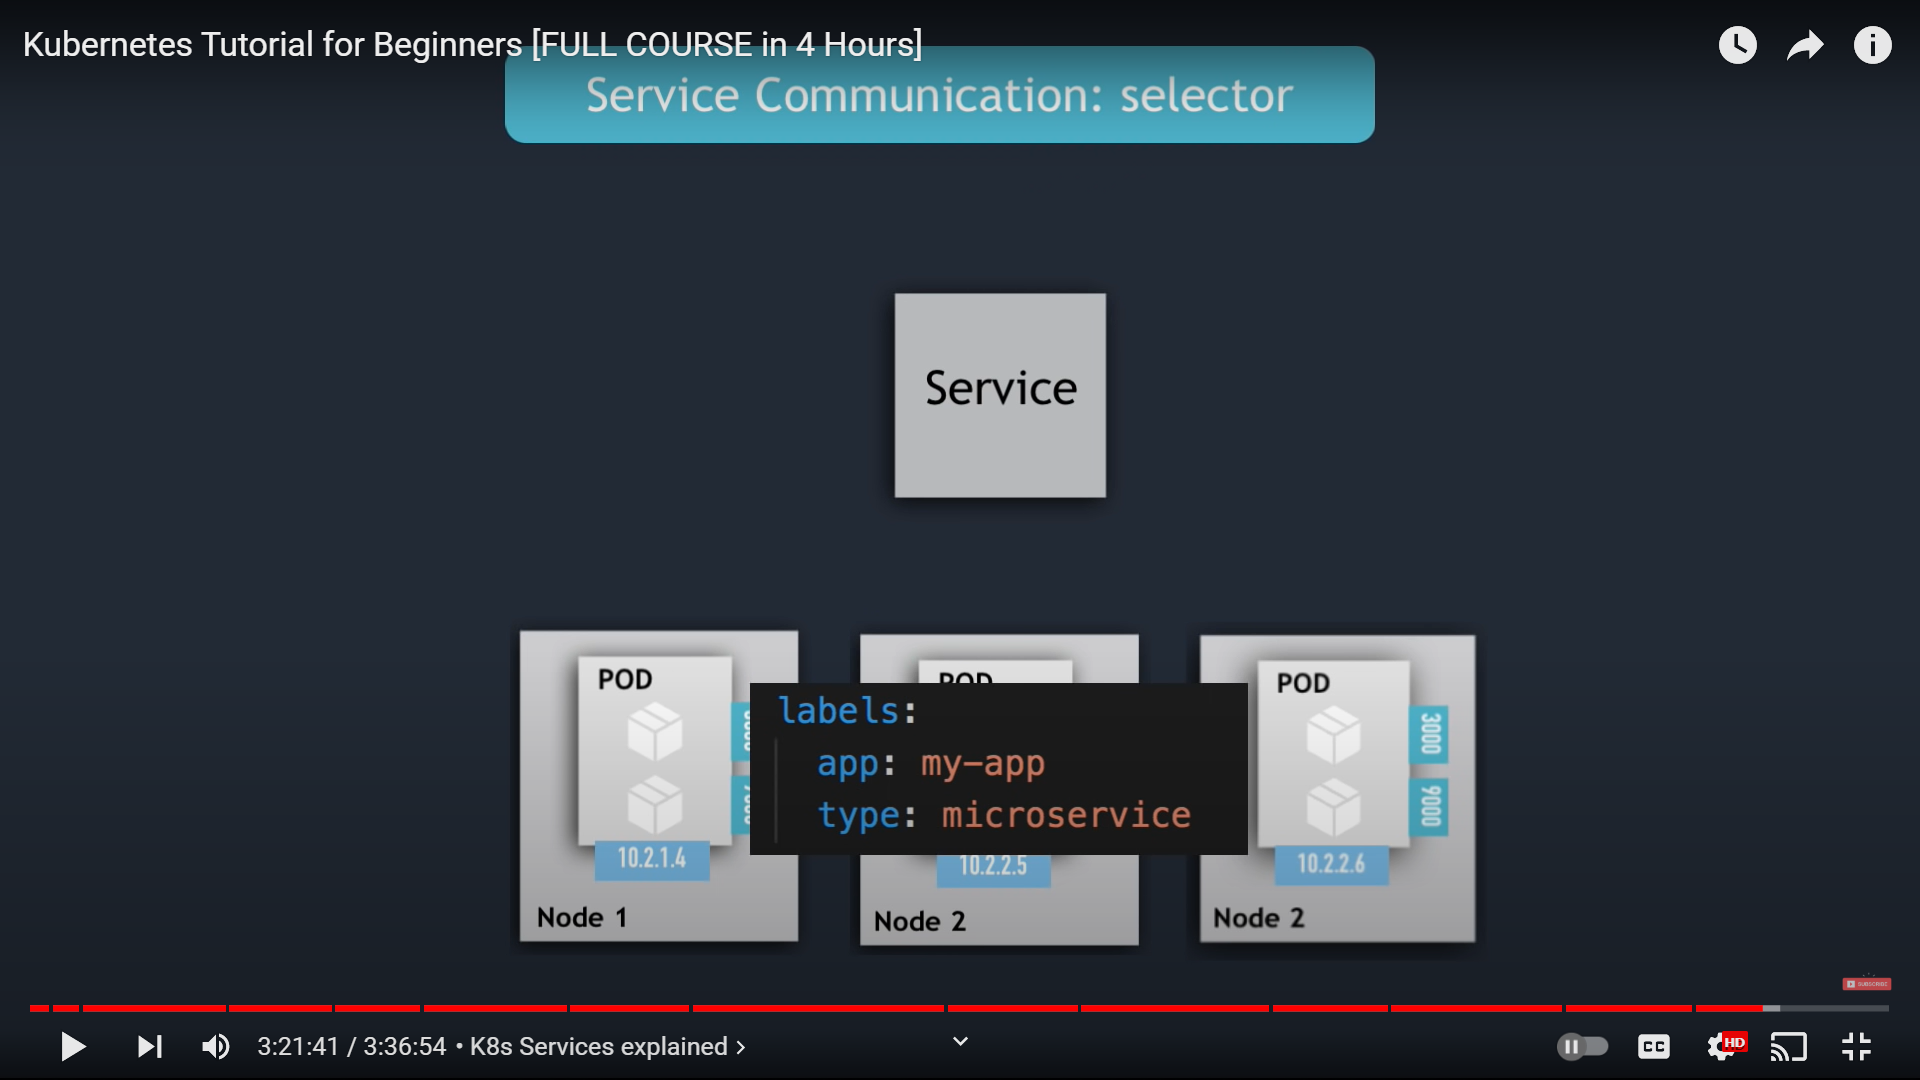 Kubernetes Tutorial for Beginners [FULL COURSE in 4 Hours]
Service Communication: selector
Service
POD
POD
POD
labels:
app: my-app
type: microservice
3000
9000
10.2.1.4
10.2.2.5
10.2.2.6
Node 1
Node 2
Node 2
SUBSCRIBE
3:21:41 / 3:36:54 • K8s Services explained
CC
HD